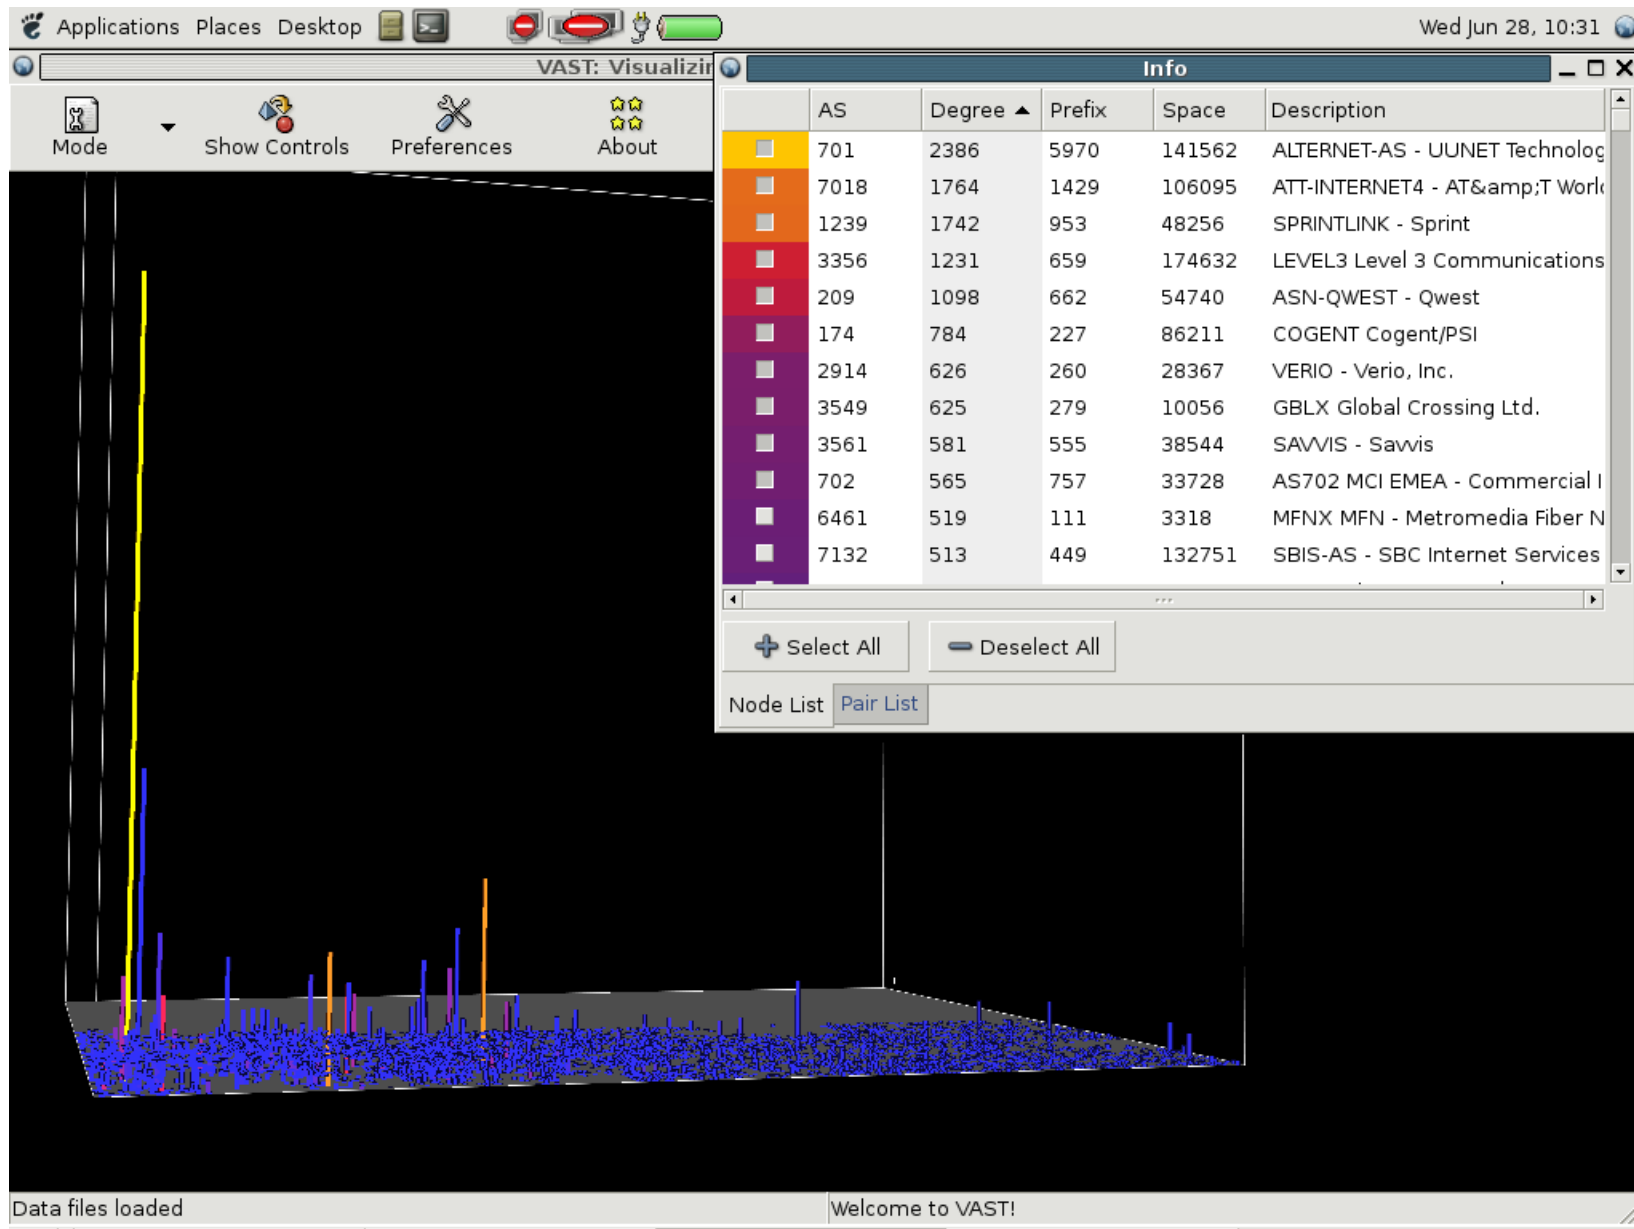 Applications Places Desktop Wed Jun 28, 10:31
VAST: Visualizin
Info
Mode Show Controls Preferences About
AS Degree Prefix Space Description
701 2386 5970 141562 ALTERNET-AS - UUNET Technolog
7018 1764 1429 106095 ATT-INTERNET4 - AT&amp;T World
1239 1742 953 48256 SPRINTLINK - Sprint
3356 1231 659 174632 LEVEL3 Level 3 Communications
209 1098 662 54740 ASN-QWEST - Qwest
174 784 227 86211 COGENT Cogent/PSI
2914 626 260 28367 VERIO - Verio, Inc.
3549 625 279 10056 GBLX Global Crossing Ltd.
3561 581 555 38544 SAVVIS - Savvis
702 565 757 33728 AS702 MCI EMEA - Commercial I
6461 519 111 3318 MFNX MFN - Metromedia Fiber N
7132 513 449 132751 SBIS-AS - SBC Internet Services
Select All Deselect All
Node List Pair List
Data files loaded Welcome to VAST!